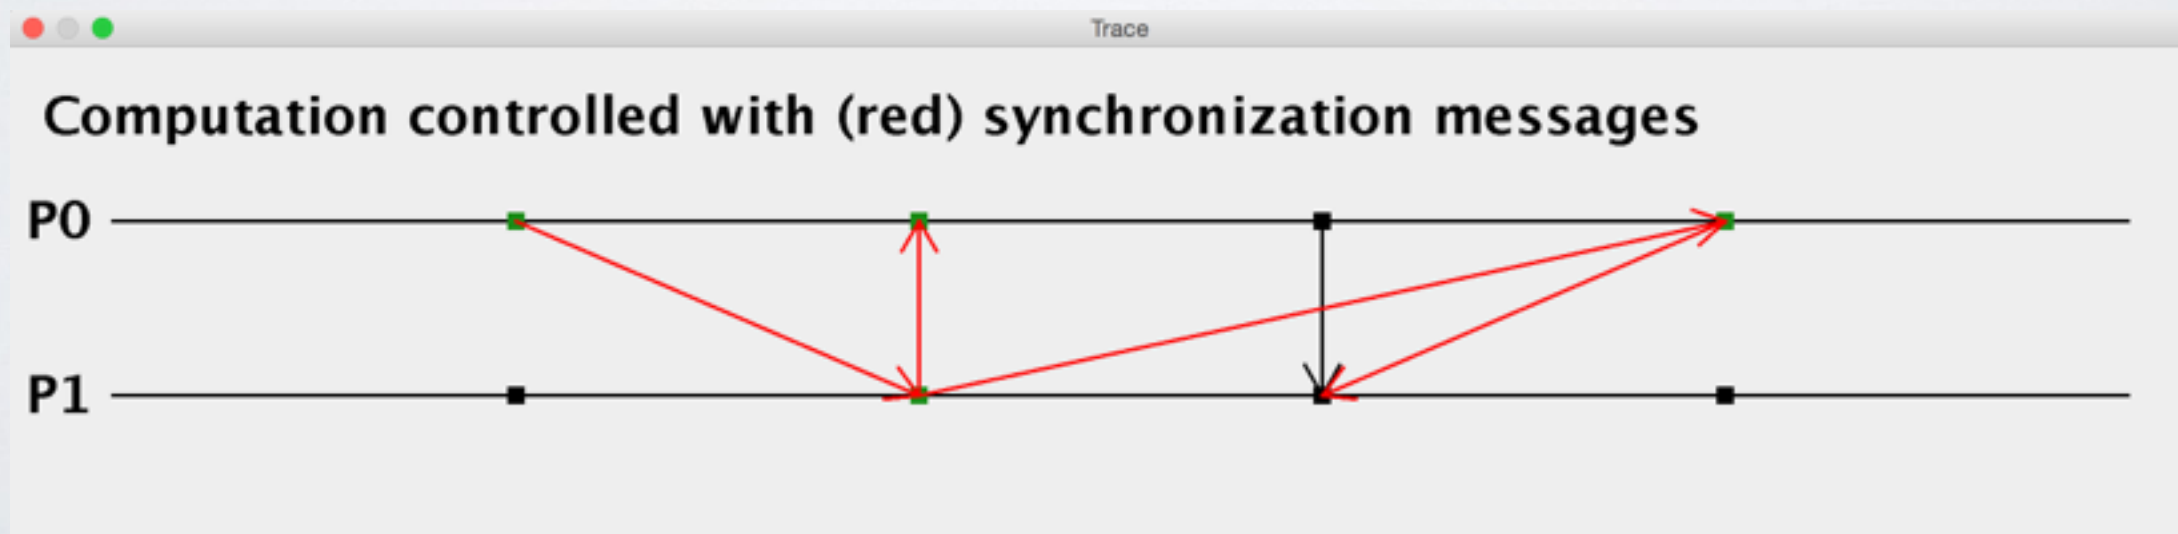 Trace
Computation controlled with (red) synchronization messages
P0
P1